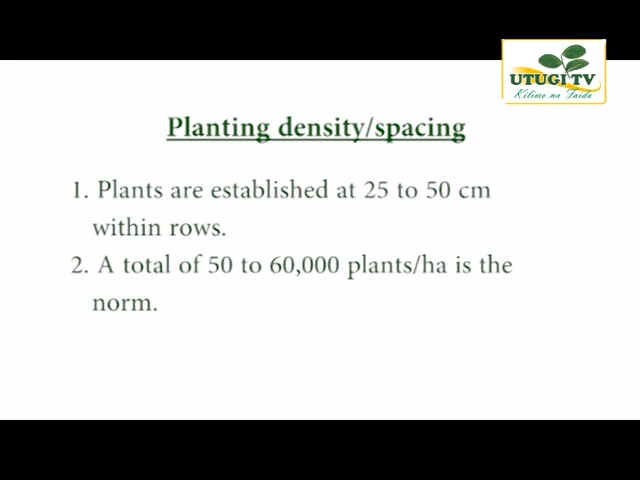 UTUGI TV
Kilimo na Faida
Planting density/spacing
1. Plants are established at 25 to 50 cm
within rows.
2. A total of 50 to 60,000 plants/ha is the
norm.